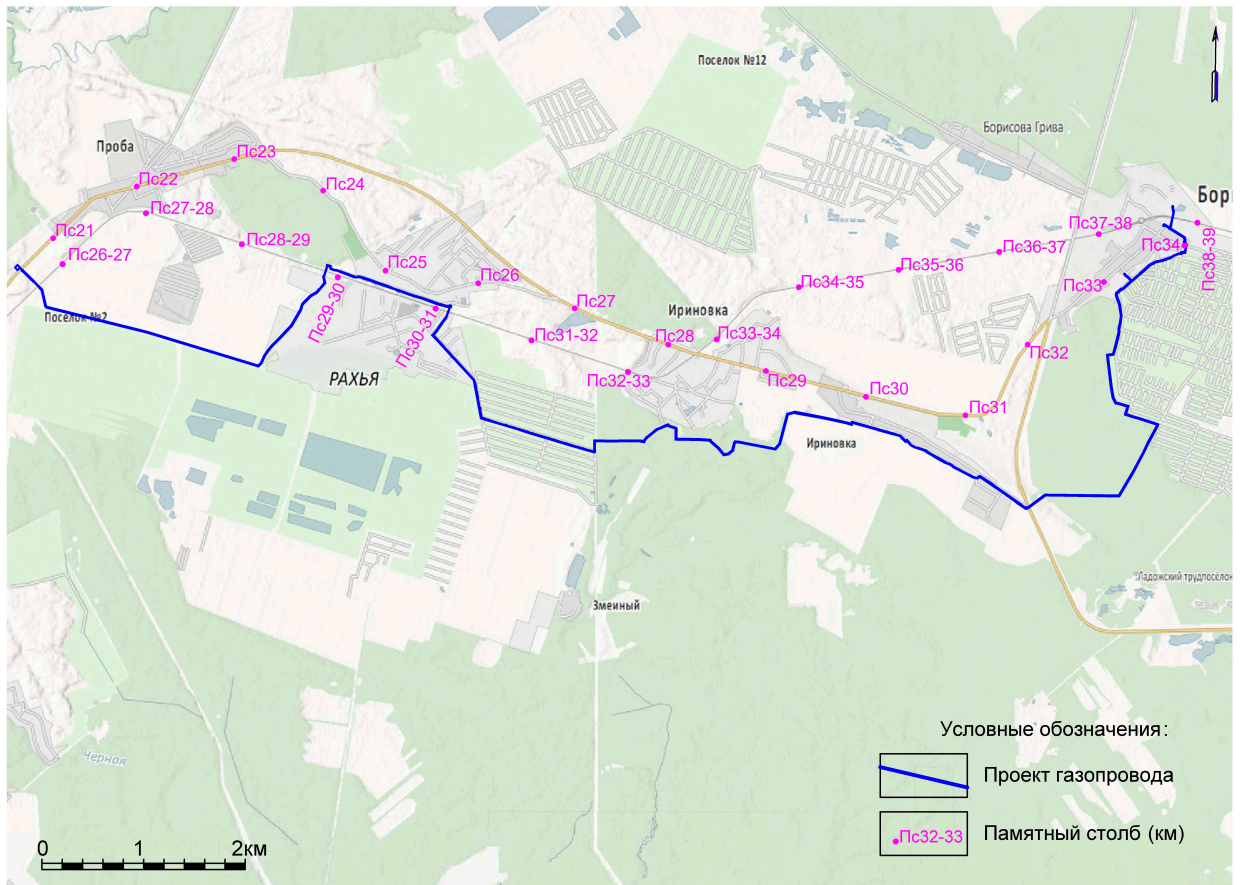 Поселок №12
Борисова Грива
Проба
Пс23
Пс22
Пс24
Бор
Пс27-28
Пс21
Пс28-29
Пс37-38
Пс34
Пс38-39
Пс26-27
Пс36-37
Пс25
Пс35-36
Пс26
Пс34-35
Пс33
Пс29-30
Поселок №2
Пс27
Ириновка
Пс30-31
Пс31-32
Пс28
Пс33-34
Пс32
РАХЬЯ
Пс32-33
Пс29
Пс30
Пс31
Ириновка
Ладожский трудпоселок
Змеиный
Черноя
Условные обозначения:
Проект газопровода
Пс32-33 Памятный столб (км)
0 1 2км